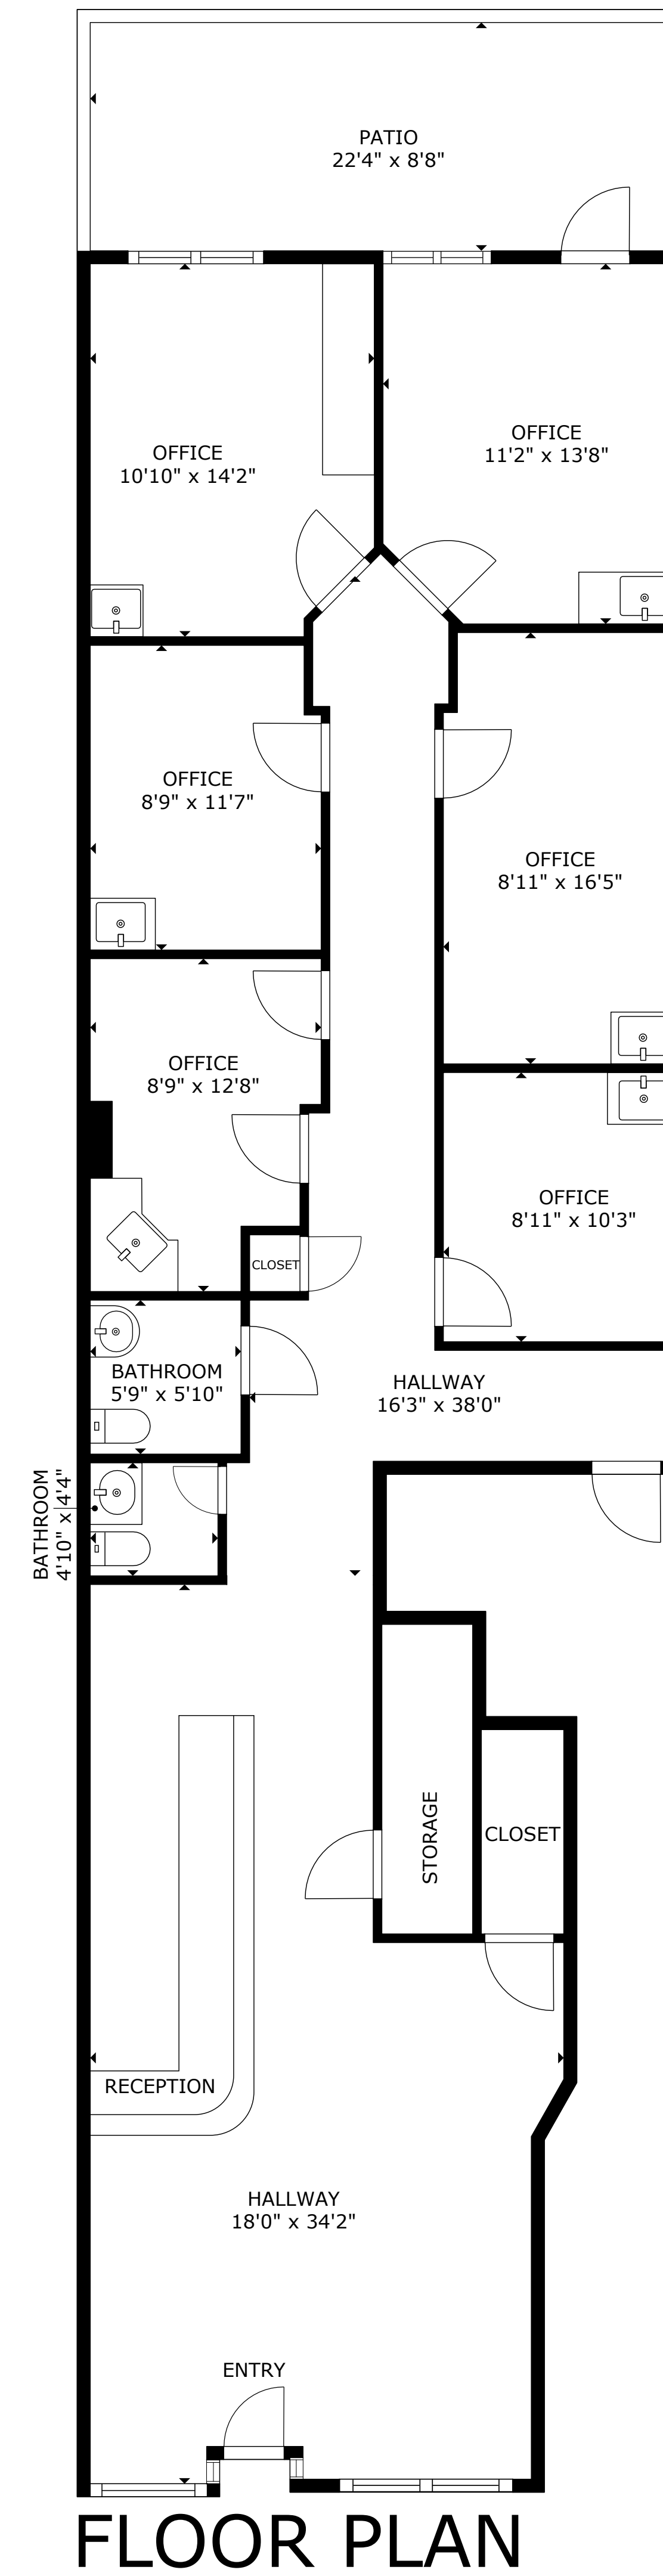 PATIO
22'4" x 8'8"
OFFICE
11'2" x 13'8"
OFFICE
10'10" x 14'2"
OFFICE
8'9" x 11'7"
OFFICE
8'11" x 16'5"
OFFICE
8'9" x 12'8"
OFFICE
8'11" x 10'3"
CLOSET
BATHROOM
5'9" x 5'10"
HALLWAY
16'3" x 38'0"
BATHROOM
4'10" x 4'4"
STORAGE
CLOSET
RECEPTION
HALLWAY
18'0" x 34'2"
ENTRY
FLOOR PLAN